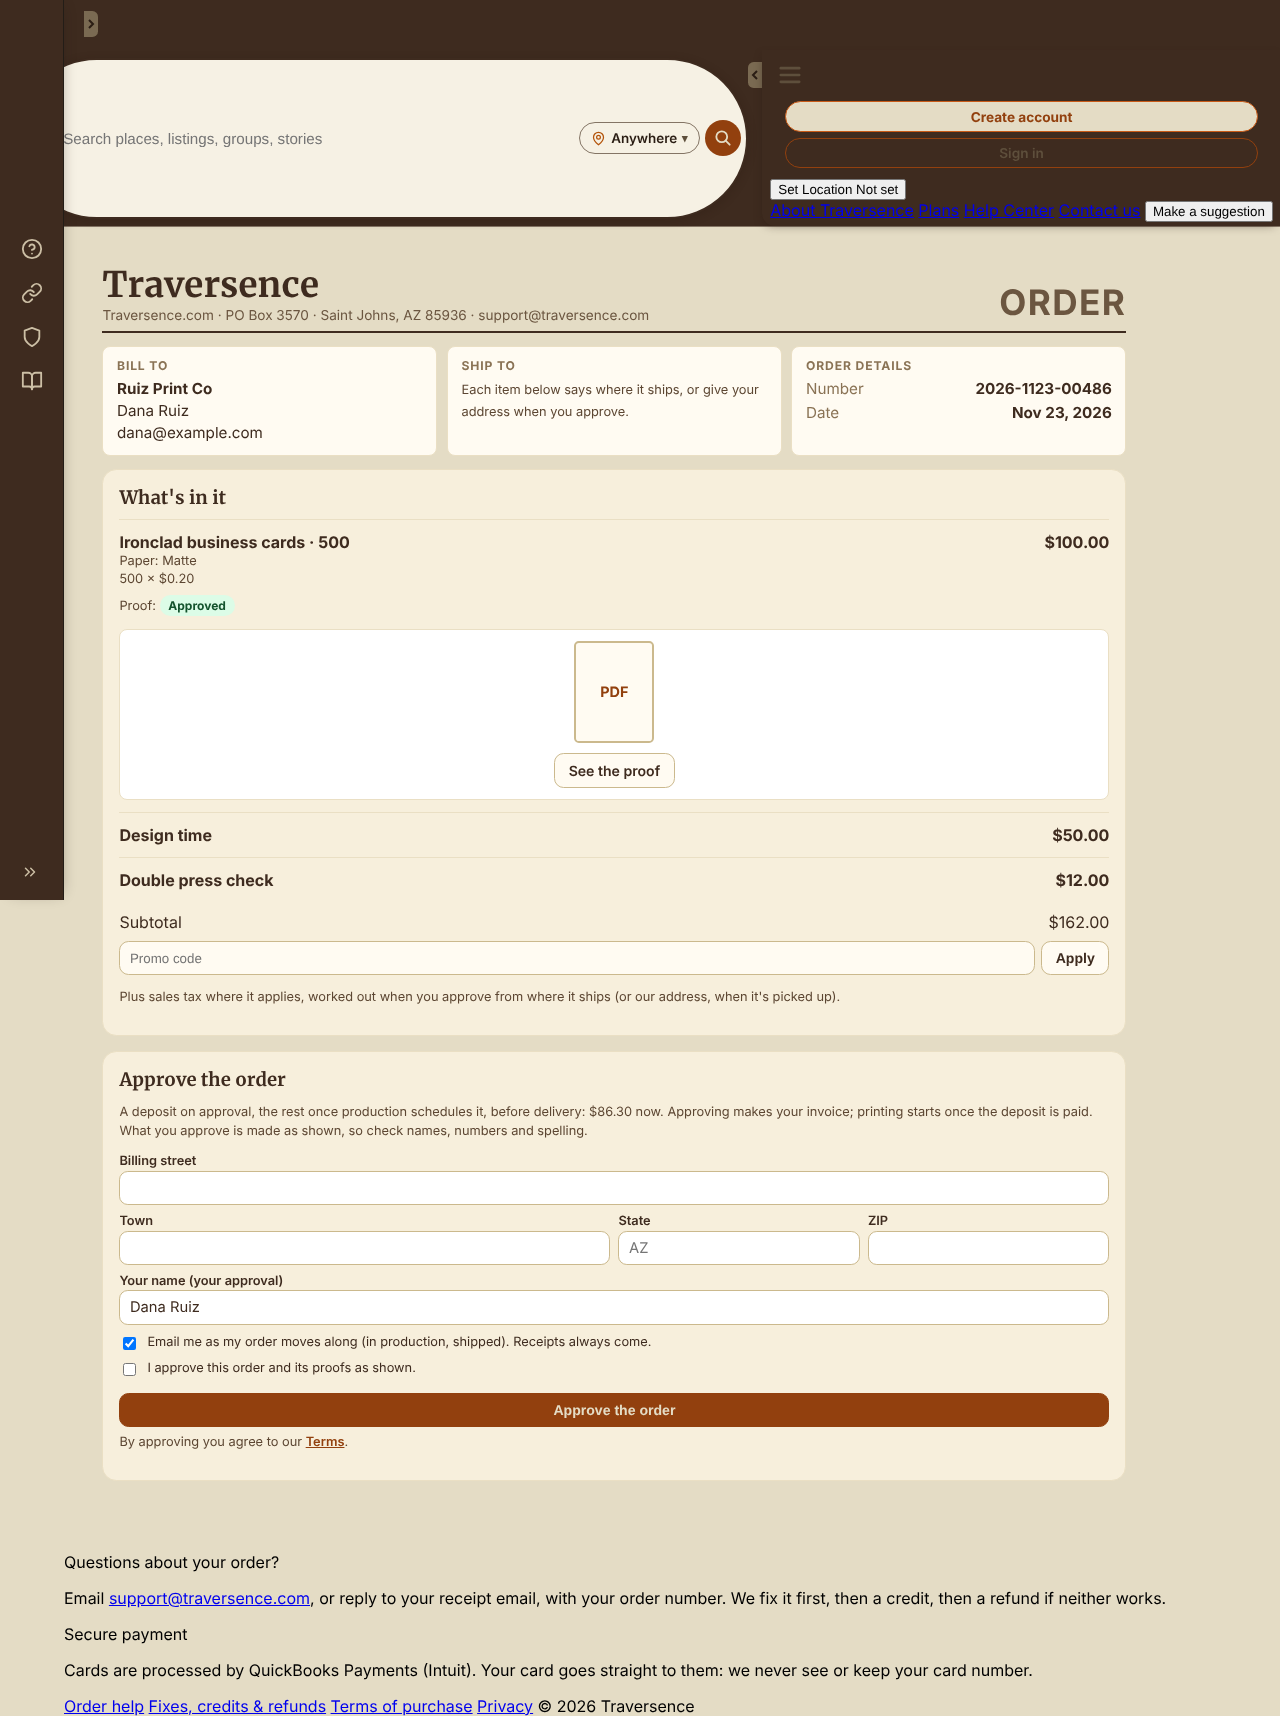 Search places, listings, groups, stories
Anywhere ▾
Create account
Sign in
Set Location Not set
About Traversence Plans Help Center Contact us Make a suggestion
Traversence
Traversence.com · PO Box 3570 · Saint Johns, AZ 85936 · support@traversence.com
ORDER
BILL TO
Ruiz Print Co
Dana Ruiz
dana@example.com
SHIP TO
Each item below says where it ships, or give your
address when you approve.
ORDER DETAILS
Number 2026-1123-00486
Date Nov 23, 2026
What's in it
Ironclad business cards · 500 $100.00
Paper: Matte
500 × $0.20
Proof: Approved
PDF
See the proof
Design time $50.00
Double press check $12.00
Subtotal $162.00
Promo code Apply
Plus sales tax where it applies, worked out when you approve from where it ships (or our address, when it's picked up).
Approve the order
A deposit on approval, the rest once production schedules it, before delivery: $86.30 now. Approving makes your invoice; printing starts once the deposit is paid.
What you approve is made as shown, so check names, numbers and spelling.
Billing street
Town State ZIP
AZ
Your name (your approval)
Dana Ruiz
Email me as my order moves along (in production, shipped). Receipts always come.
I approve this order and its proofs as shown.
Approve the order
By approving you agree to our Terms.
Questions about your order?
Email support@traversence.com, or reply to your receipt email, with your order number. We fix it first, then a credit, then a refund if neither works.
Secure payment
Cards are processed by QuickBooks Payments (Intuit). Your card goes straight to them: we never see or keep your card number.
Order help Fixes, credits & refunds Terms of purchase Privacy © 2026 Traversence